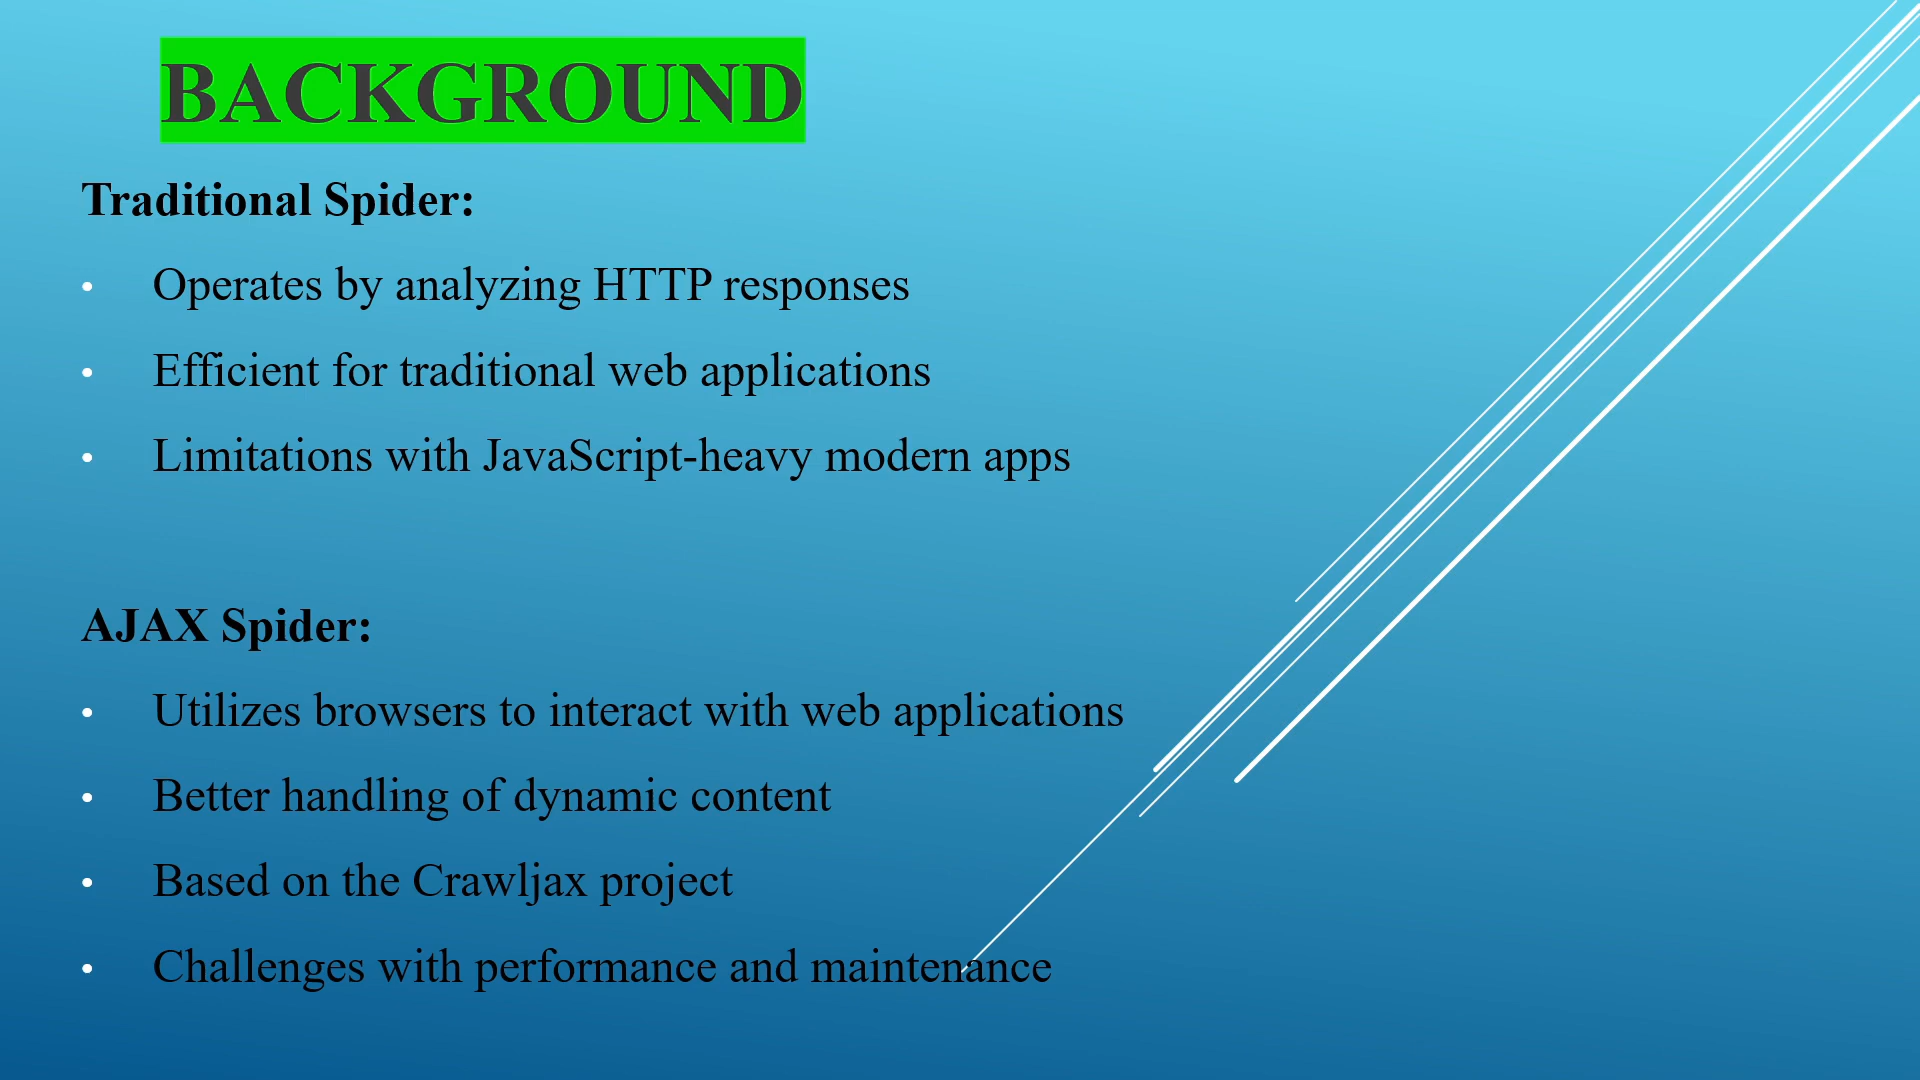 BACKGROUND
Traditional Spider:
• Operates by analyzing HTTP responses
• Efficient for traditional web applications
• Limitations with JavaScript-heavy modern apps
AJAX Spider:
• Utilizes browsers to interact with web applications
• Better handling of dynamic content
• Based on the Crawljax project
• Challenges with performance and maintenance